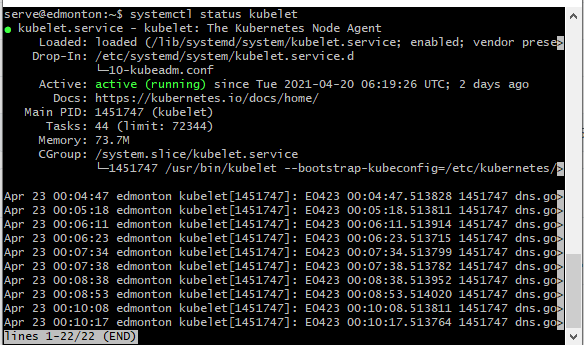 serve@edmonton:~$ systemctl status kubelet
● kubelet.service - kubelet: The Kubernetes Node Agent
Loaded: loaded (/lib/systemd/system/kubelet.service; enabled; vendor prese>
Drop-In: /etc/systemd/system/kubelet.service.d
└─10-kubeadm.conf
Active: active (running) since Tue 2021-04-20 06:19:26 UTC; 2 days ago
Docs: https://kubernetes.io/docs/home/
Main PID: 1451747 (kubelet)
Tasks: 44 (limit: 72344)
Memory: 73.7M
CGroup: /system.slice/kubelet.service
└─1451747 /usr/bin/kubelet --bootstrap-kubeconfig=/etc/kubernetes/>
Apr 23 00:04:47 edmonton kubelet[1451747]: E0423 00:04:47.513828 1451747 dns.go>
Apr 23 00:05:18 edmonton kubelet[1451747]: E0423 00:05:18.513811 1451747 dns.go>
Apr 23 00:06:11 edmonton kubelet[1451747]: E0423 00:06:11.513914 1451747 dns.go>
Apr 23 00:06:23 edmonton kubelet[1451747]: E0423 00:06:23.513715 1451747 dns.go>
Apr 23 00:07:34 edmonton kubelet[1451747]: E0423 00:07:34.513799 1451747 dns.go>
Apr 23 00:07:38 edmonton kubelet[1451747]: E0423 00:07:38.513782 1451747 dns.go>
Apr 23 00:08:38 edmonton kubelet[1451747]: E0423 00:08:38.513952 1451747 dns.go>
Apr 23 00:08:53 edmonton kubelet[1451747]: E0423 00:08:53.514020 1451747 dns.go>
Apr 23 00:10:08 edmonton kubelet[1451747]: E0423 00:10:08.513811 1451747 dns.go>
Apr 23 00:10:17 edmonton kubelet[1451747]: E0423 00:10:17.513764 1451747 dns.go>
lines 1-22/22 (END)